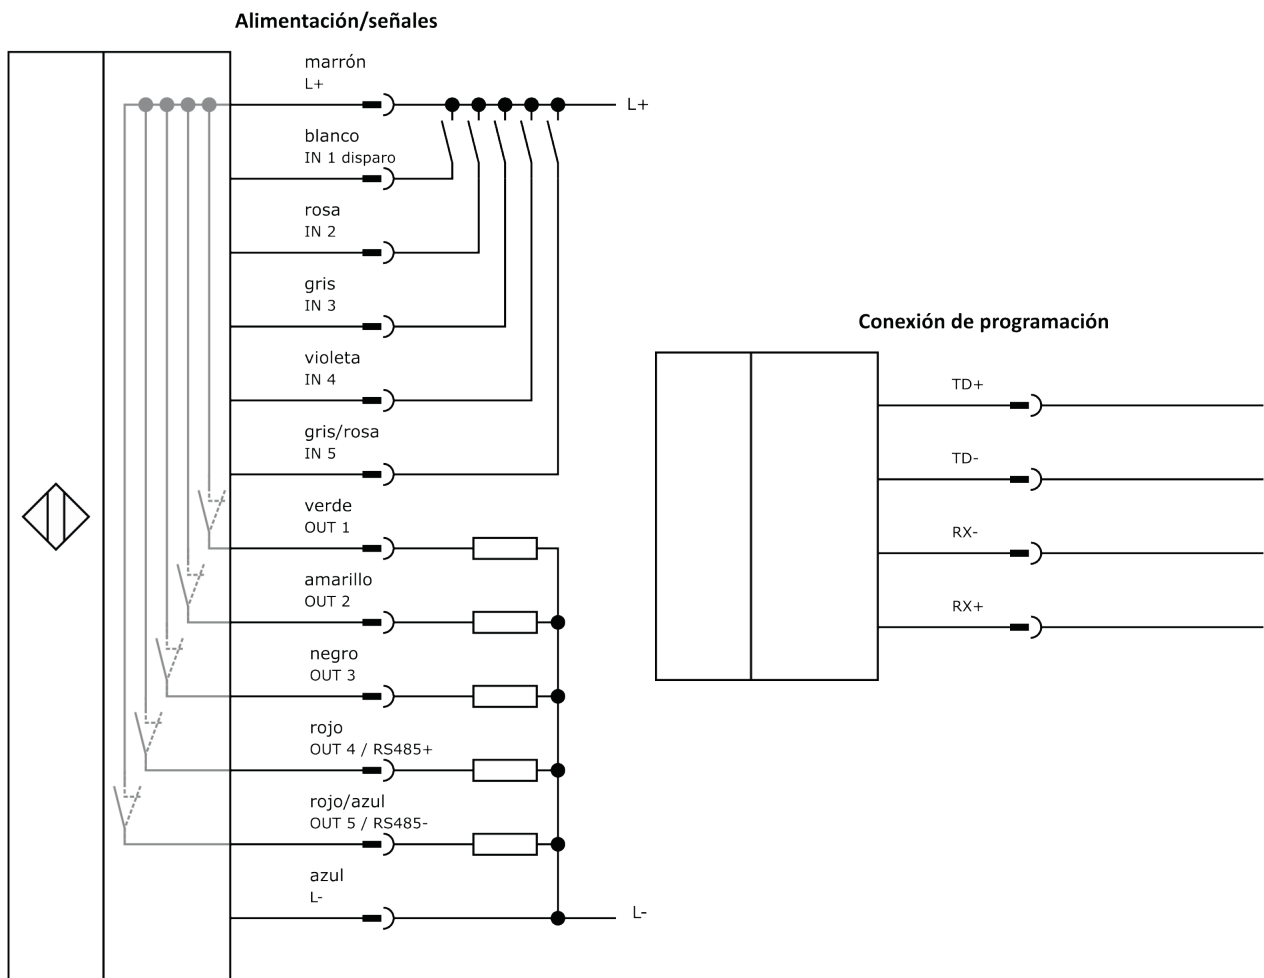 Alimentación/señales
marrón
L+
L+
blanco
IN 1 disparo
rosa
IN 2
gris
IN 3
violeta
IN 4
gris/rosa
IN 5
verde
OUT 1
amarillo
OUT 2
negro
OUT 3
rojo
OUT 4 / RS485+
rojo/azul
OUT 5 / RS485-
azul
L-
L-
Conexión de programación
TD+
TD-
RX-
RX+